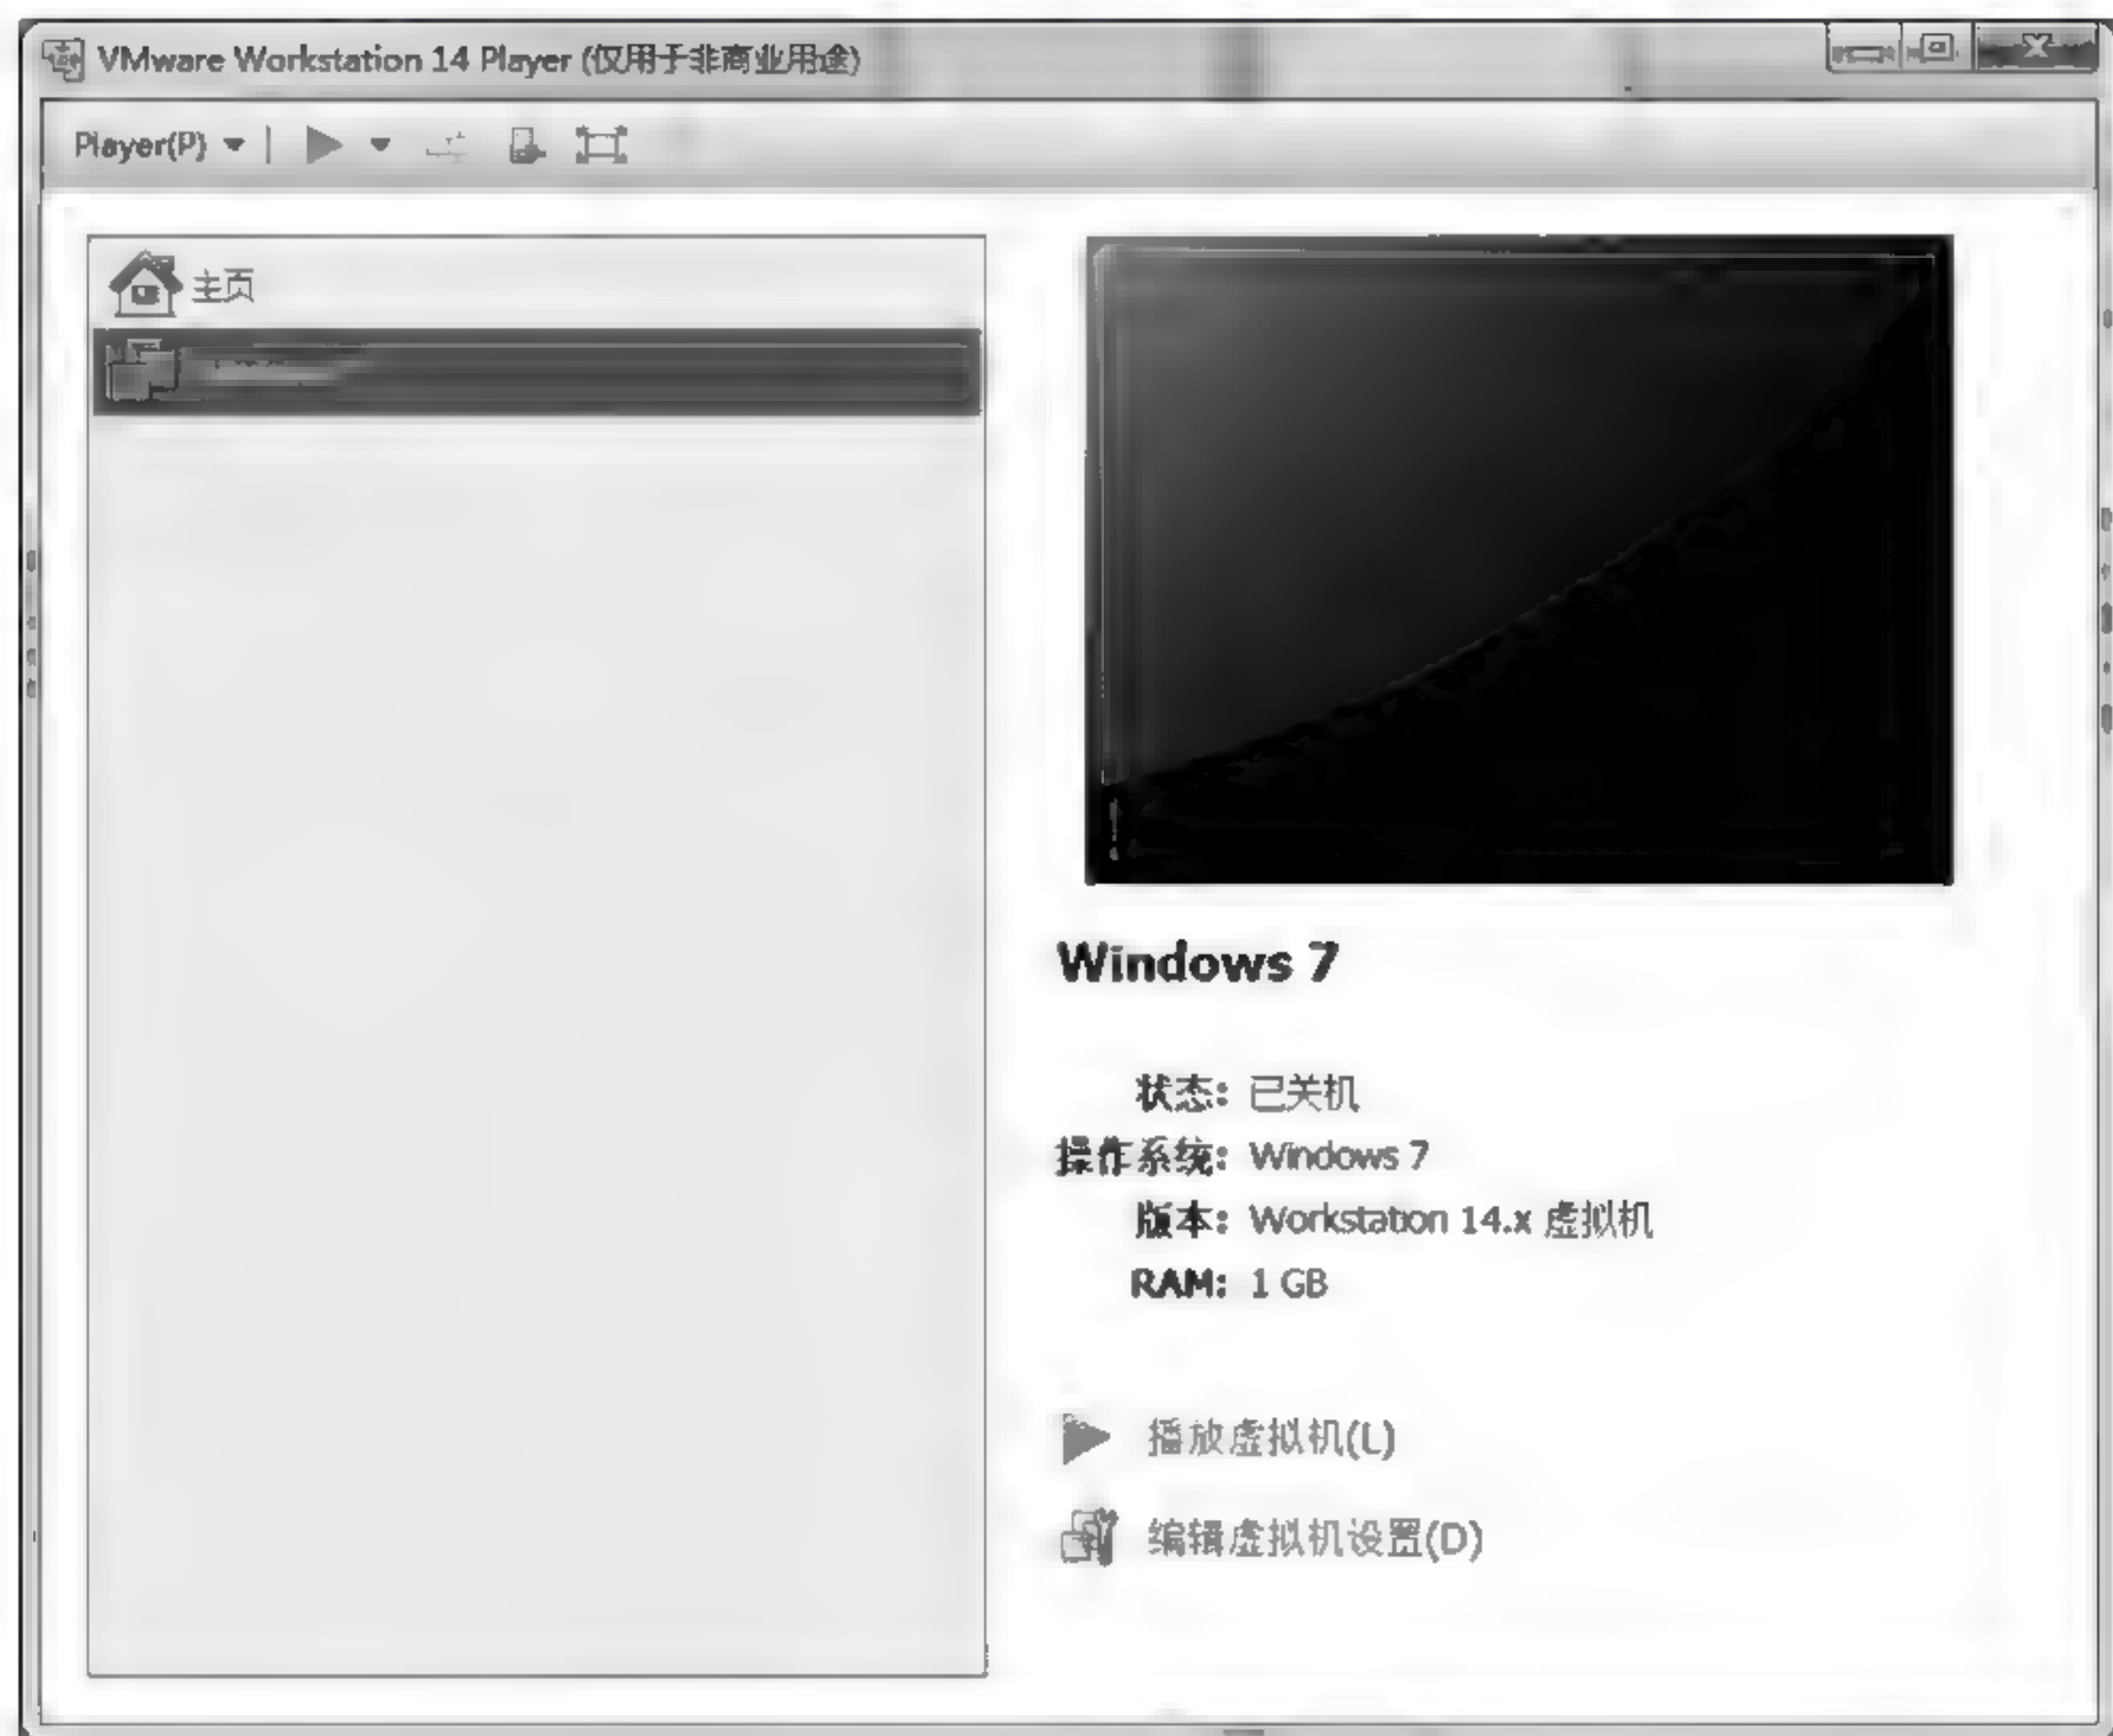 VMware Workstation 14 Player (仅用于非商业用途)
Player(P)
主页
Windows 7
状态: 已关机
操作系统: Windows 7
版本: Workstation 14.x 虚拟机
RAM: 1 GB
播放虚拟机(L)
编辑虚拟机设置(D)